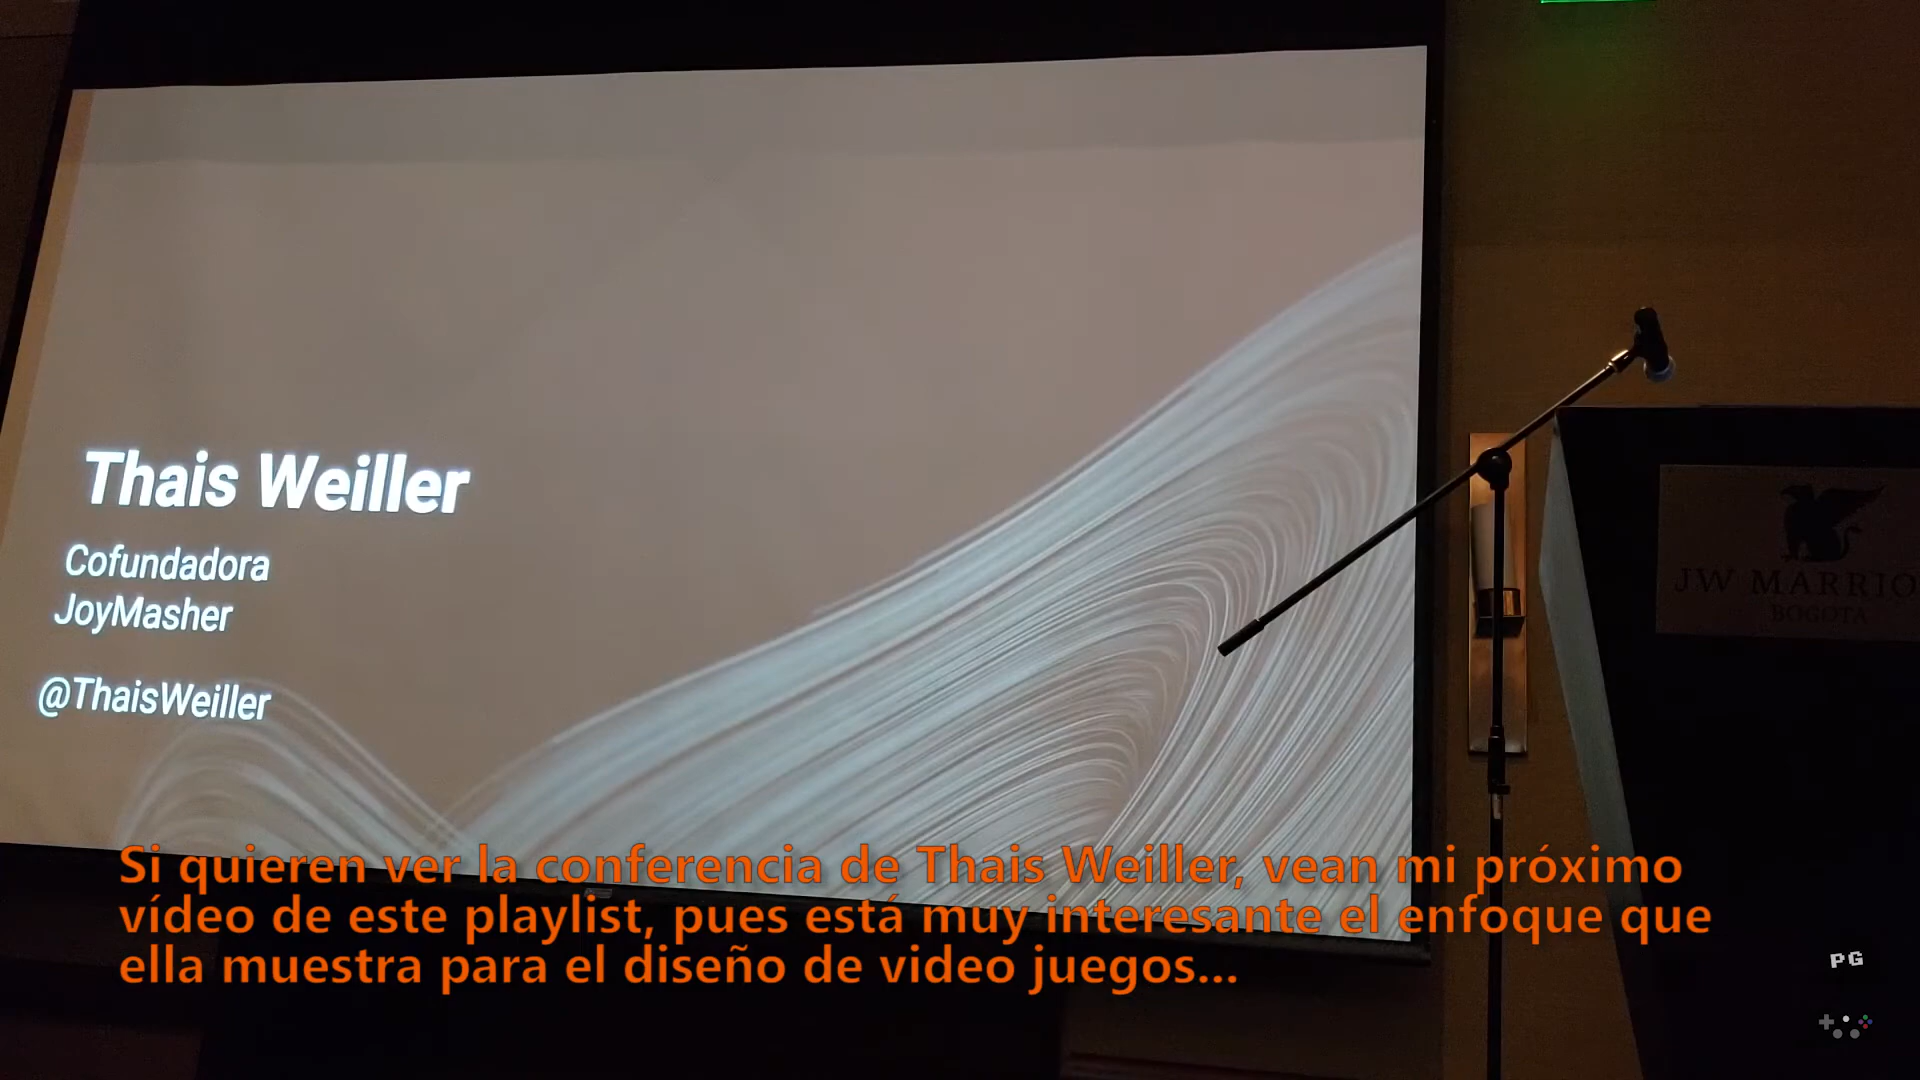 Thais Weiller
Cofundadora
JoyMasher
@ThaisWeiller
JW MARRIO
BOGOTA
Si quieren ver la conferencia de Thais Weiller, vean mi próximo
vídeo de este playlist, pues está muy interesante el enfoque que
ella muestra para el diseño de video juegos...
PG